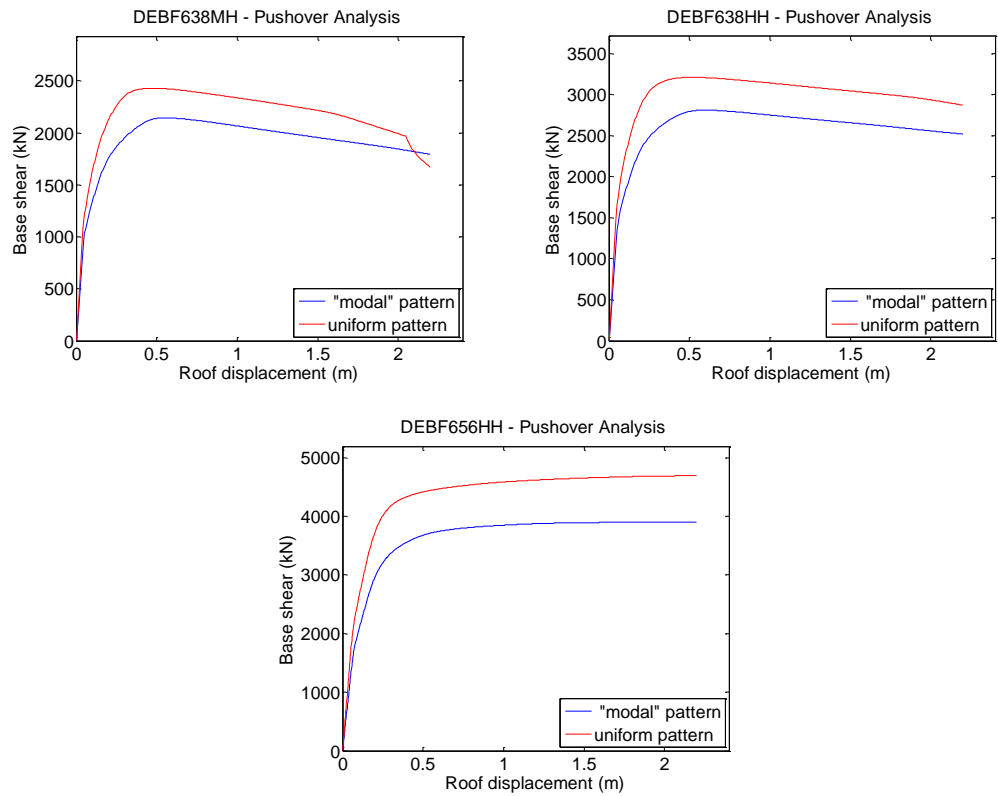 DEBF638MH - Pushover Analysis
Base shear (kN)
2500
2000
1500
1000
500
0
0 0.5 1 1.5 2
Roof displacement (m)
"modal" pattern
uniform pattern
DEBF638HH - Pushover Analysis
Base shear (kN)
3500
3000
2500
2000
1500
1000
500
0
0 0.5 1 1.5 2
Roof displacement (m)
"modal" pattern
uniform pattern
DEBF656HH - Pushover Analysis
Base shear (kN)
5000
4000
3000
2000
1000
0
0 0.5 1 1.5 2
Roof displacement (m)
"modal" pattern
uniform pattern